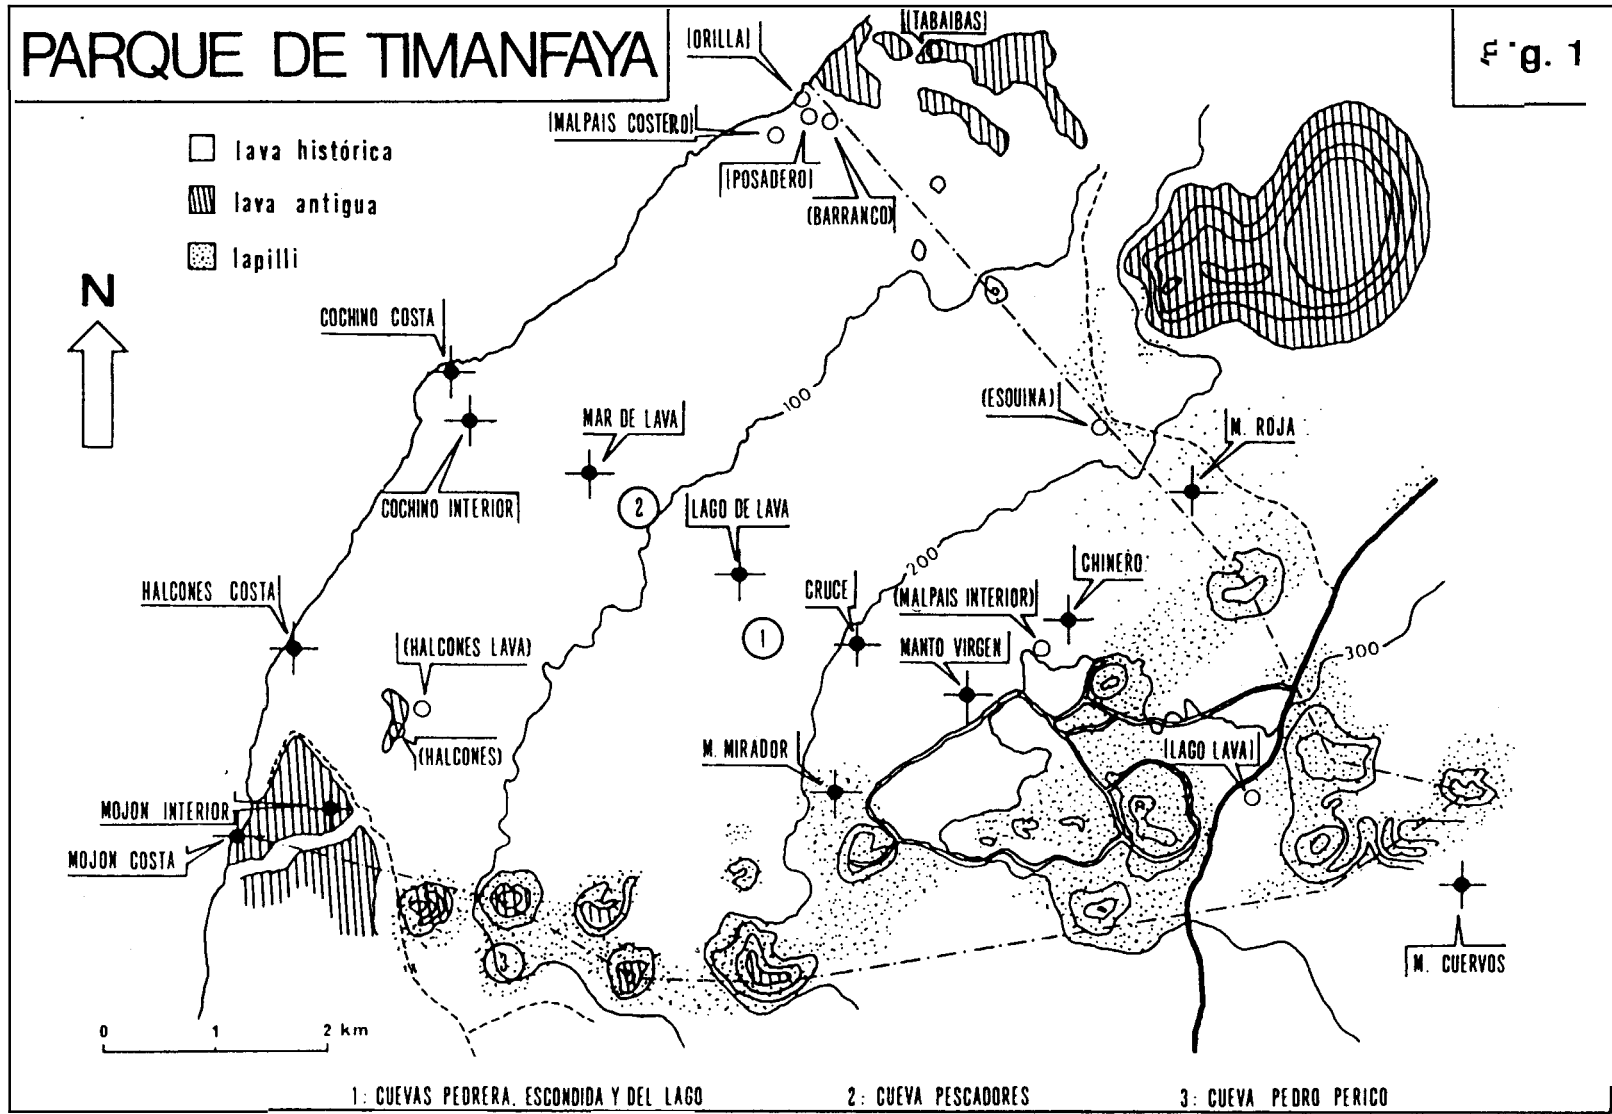 PARQUE DE TIMANFAYA
Fig. 1
(TABAIBAS)
(ORILLA)
(MALPAIS COSTERO)
(POSADERO)
(BARRANCO)
lava histórica
lava antigua
lapilli
N
COCHINO COSTA
MAR DE LAVA
100
(ESQUINA)
M. ROJA
COCHINO INTERIOR
2
LAGO DE LAVA
200
CHINERO
HALCONES COSTA
CRUCE
(MALPAIS INTERIOR)
1
(HALCONES LAVA)
MANTO VIRGEN
300
(HALCONES)
M. MIRADOR
(LAGO LAVA)
MOJON INTERIOR
MOJON COSTA
3
M. CUERVOS
0 1 2 km
1: CUEVAS PEDRERA, ESCONDIDA Y DEL LAGO 2: CUEVA PESCADORES 3: CUEVA PEDRO PERICO